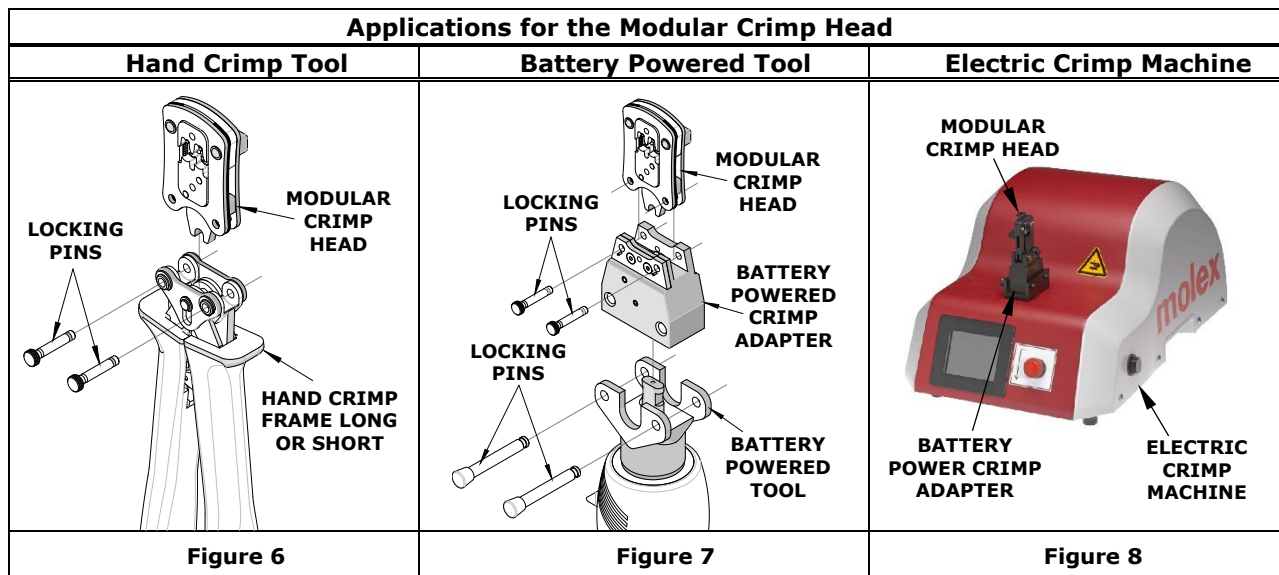 Applications for the Modular Crimp Head
Hand Crimp Tool
Battery Powered Tool
Electric Crimp Machine
MODULAR
CRIMP
HEAD
LOCKING
PINS
HAND CRIMP
FRAME LONG
OR SHORT
MODULAR
CRIMP
HEAD
LOCKING
PINS
BATTERY
POWERED
CRIMP
ADAPTER
LOCKING
PINS
BATTERY
POWERED
TOOL
MODULAR
CRIMP HEAD
molex
BATTERY
POWER CRIMP
ADAPTER
ELECTRIC
CRIMP
MACHINE
Figure 6
Figure 7
Figure 8